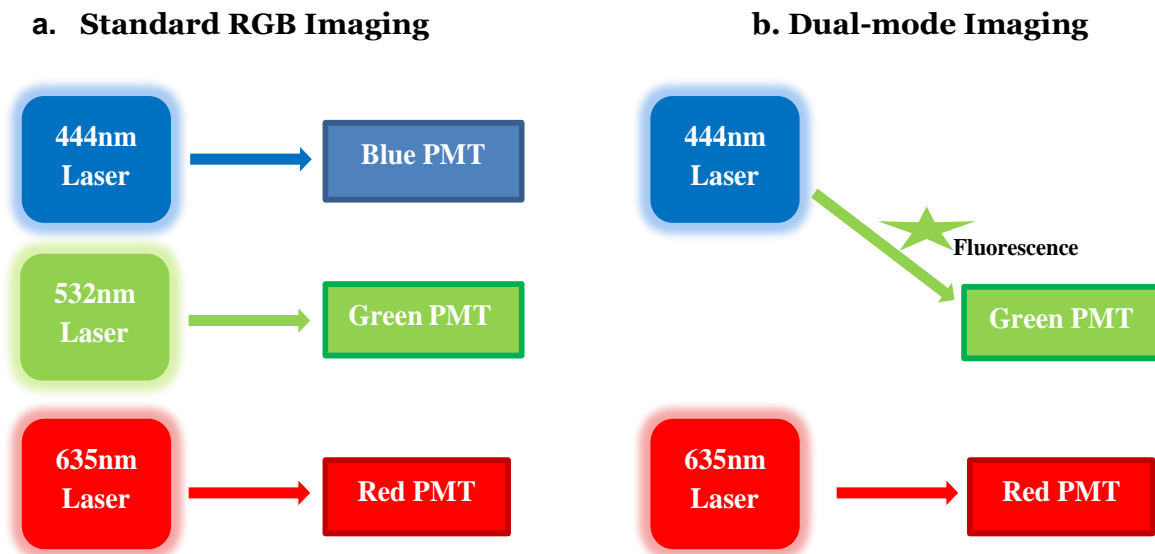 a. Standard RGB Imaging
b. Dual-mode Imaging
444nm
Laser
Blue PMT
532nm
Laser
Green PMT
635nm
Laser
Red PMT
444nm
Laser
Fluorescence
Green PMT
635nm
Laser
Red PMT